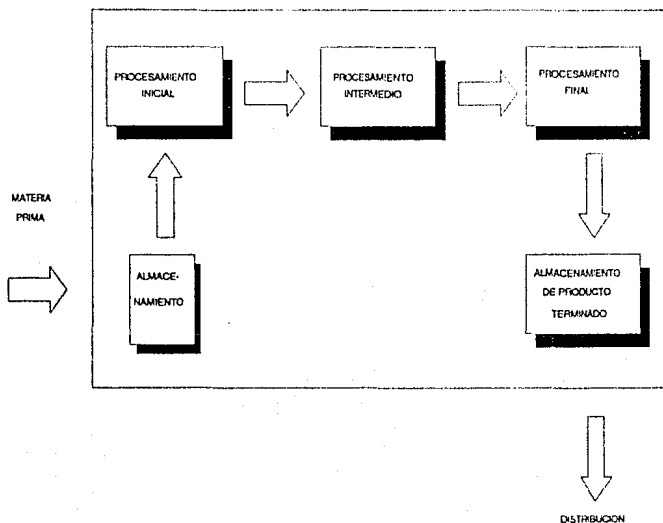 PROCESAMIENTO
INICIAL
PROCESAMIENTO
INTERMEDIO
PROCESAMIENTO
FINAL
MATERIA
PRIMA
ALMACE-
NAMIENTO
ALMACENAMIENTO
DE PRODUCTO
TERMINADO
DISTRIBUCION